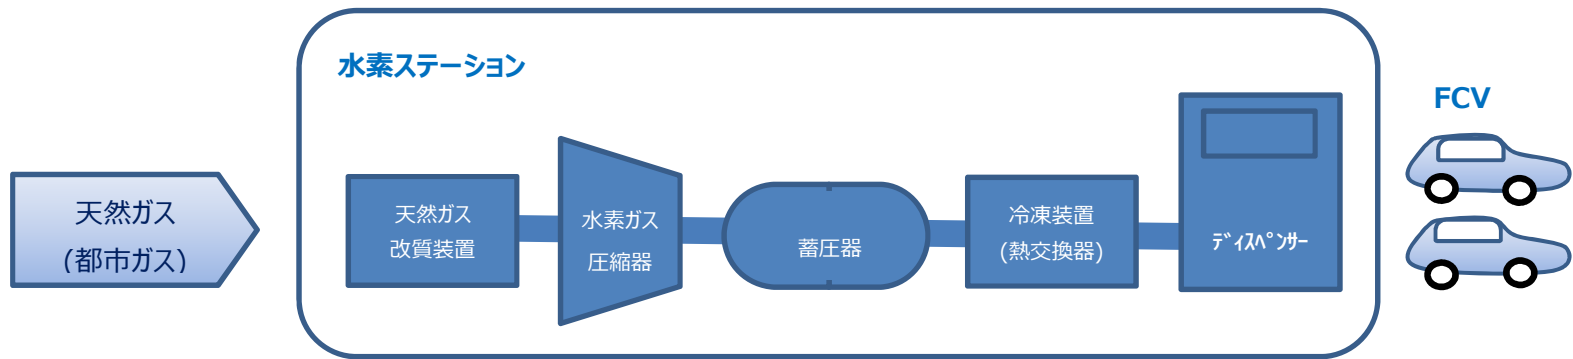 水素ステーション
FCV
天然ガス
(都市ガス)
天然ガス
改質装置
水素ガス
圧縮器
蓄圧器
冷凍装置
(熱交換器)
ﾃﾞｨｽﾍﾟﾝｻｰ